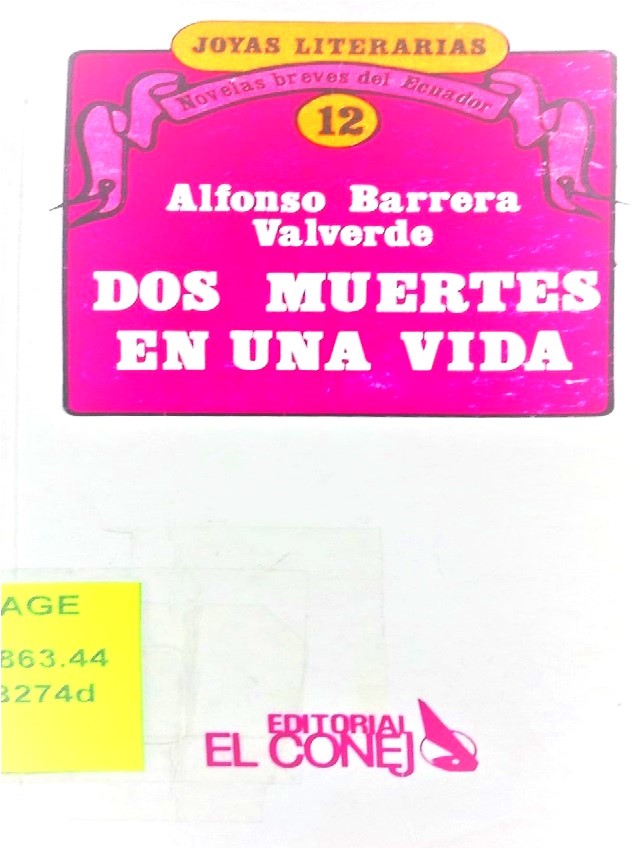 JOYAS LITERARIAS
Novelas breves del Ecuador
12
Alfonso Barrera
Valverde
DOS MUERTES
EN UNA VIDA
AGE
863.44
3274d
EDITORIAL
EL CONEJ